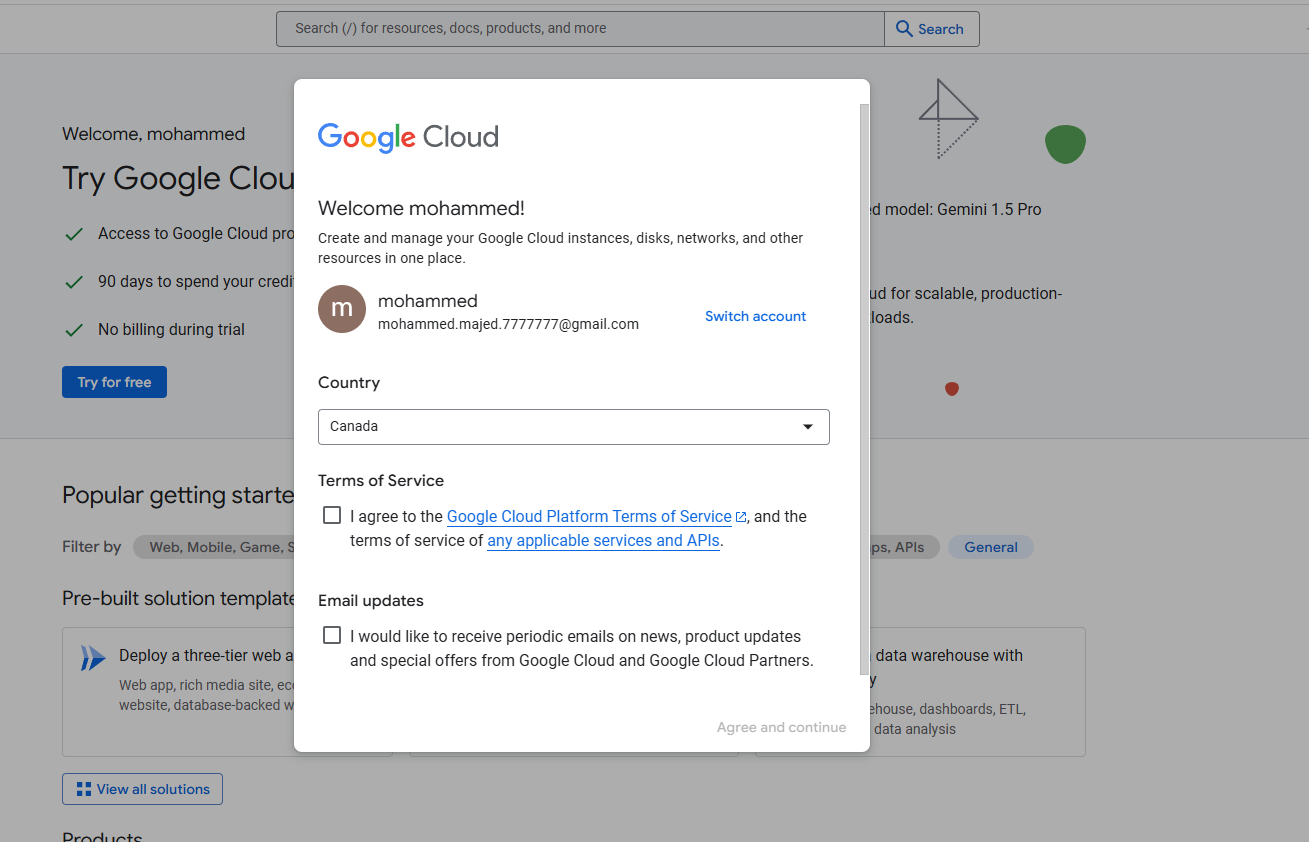 Search (/) for resources, docs, products, and more
Search
Welcome, mohammed
Try Google Clou
Access to Google Cloud pro
90 days to spend your credi
No billing during trial
Try for free
ed model: Gemini 1.5 Pro
ud for scalable, production-
loads.
Google Cloud
Welcome mohammed!
Create and manage your Google Cloud instances, disks, networks, and other
resources in one place.
m
mohammed
mohammed.majed.7777777@gmail.com
Switch account
Country
Canada
Terms of Service
I agree to the Google Cloud Platform Terms of Service, and the
terms of service of any applicable services and APIs.
Email updates
I would like to receive periodic emails on news, product updates
and special offers from Google Cloud and Google Cloud Partners.
Agree and continue
Popular getting starte
Filter by
Web, Mobile, Game, S
ps, APIs
General
Pre-built solution template
Deploy a three-tier web a
Web app, rich media site, ec
website, database-backed w
data warehouse with
y
ehouse, dashboards, ETL,
data analysis
View all solutions
Products